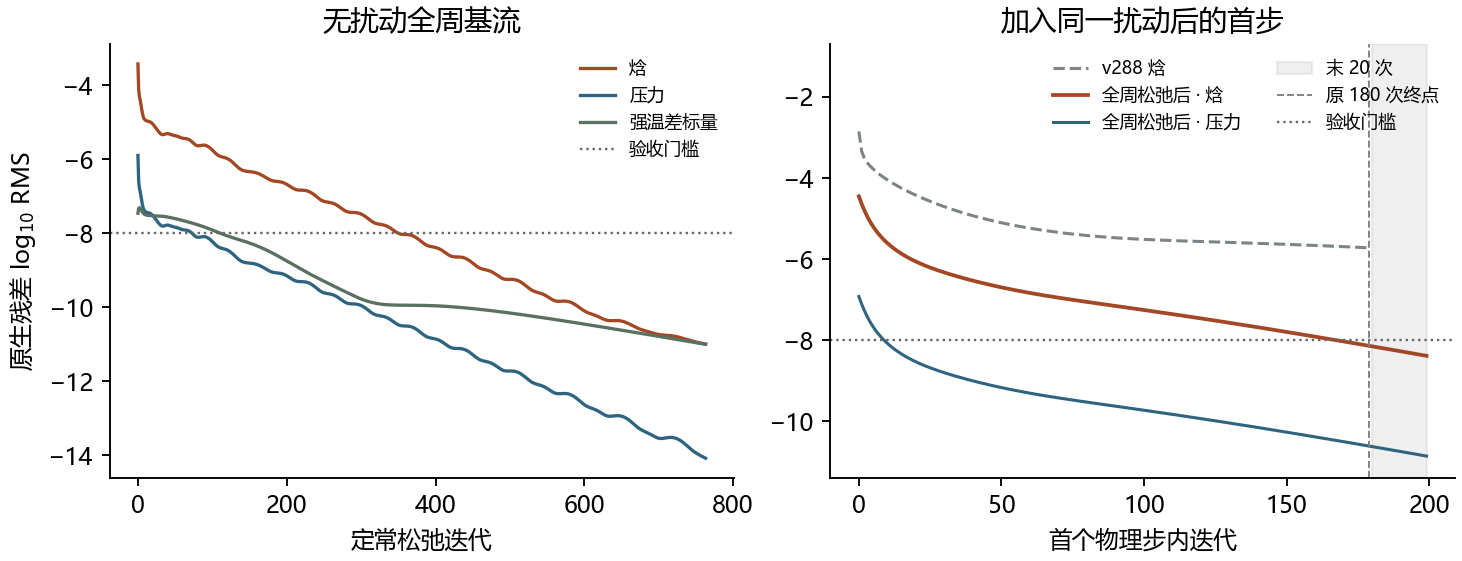 无扰动全周基流
原生残差 log₁₀ RMS
−4
−6
−8
−10
−12
−14
0
200
400
600
800
定常松弛迭代
焓
压力
强温差标量
验收门槛
加入同一扰动后的首步
−2
−4
−6
−8
−10
0
50
100
150
200
首个物理步内迭代
v288 焓
全周松弛后 · 焓
全周松弛后 · 压力
末 20 次
原 180 次终点
验收门槛